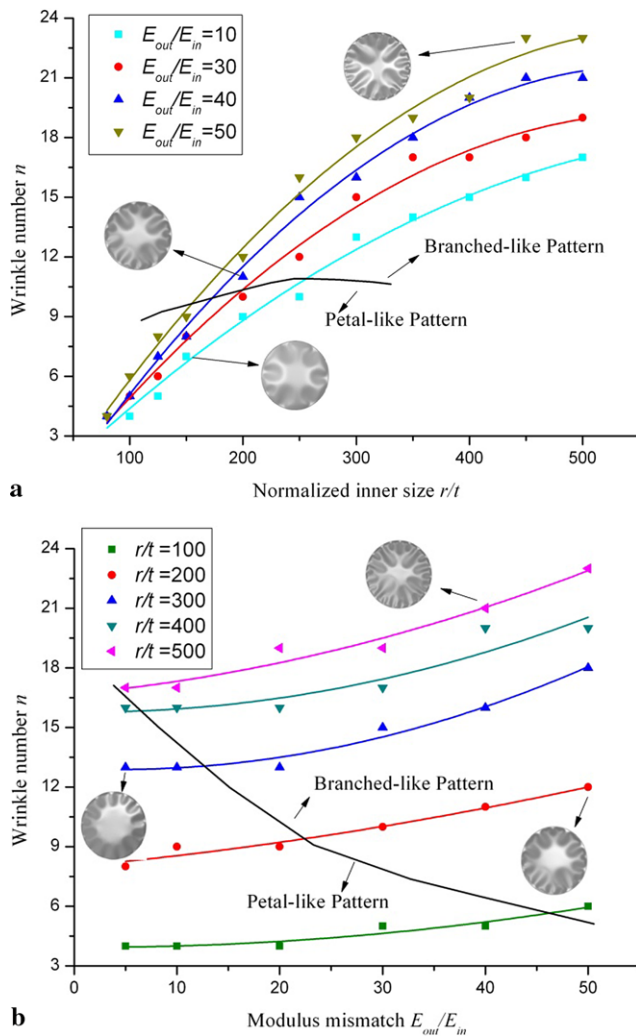 24
21
18
15
12
9
6
3
Wrinkle number n
E_out/E_in=10
E_out/E_in=30
E_out/E_in=40
E_out/E_in=50
Branched-like Pattern
Petal-like Pattern
100 200 300 400 500
a
Normalized inner size r/t
24
21
18
15
12
9
6
3
Wrinkle number n
r/t=100
r/t=200
r/t=300
r/t=400
r/t=500
Branched-like Pattern
Petal-like Pattern
0 10 20 30 40 50
b
Modulus mismatch E_out/E_in